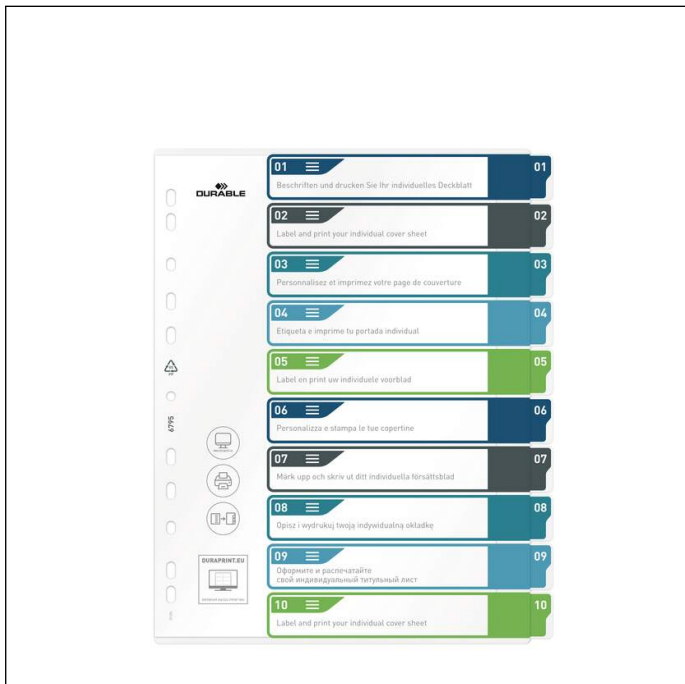 DURABLE
01
Beschriften und drucken Sie Ihr individuelles Deckblatt
01
02
Label and print your individual cover sheet
02
03
Personnalisez et imprimez votre page de couverture
03
04
Etiqueta e imprime tu portada individual
04
05
Label en print uw individuele voorblad
05
06
Personalizza e stampa le tue copertine
06
07
Märk upp och skriv ut ditt individuella försättsblad
07
08
Opisz i wydrukuj twoją indywidualną okładkę
08
09
Оформите и распечатайте
свой индивидуальный титульный лист
09
10
Label and print your individual cover sheet
10
6795
DURAPRINT.EU